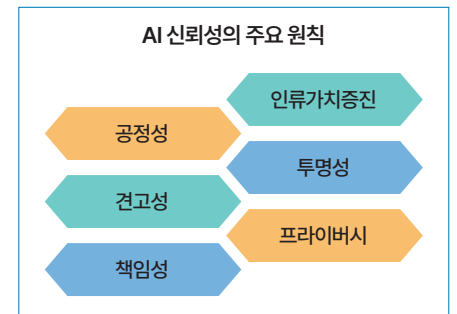 AI 신뢰성의 주요 원칙
인류가치증진
공정성
투명성
견고성
프라이버시
책임성